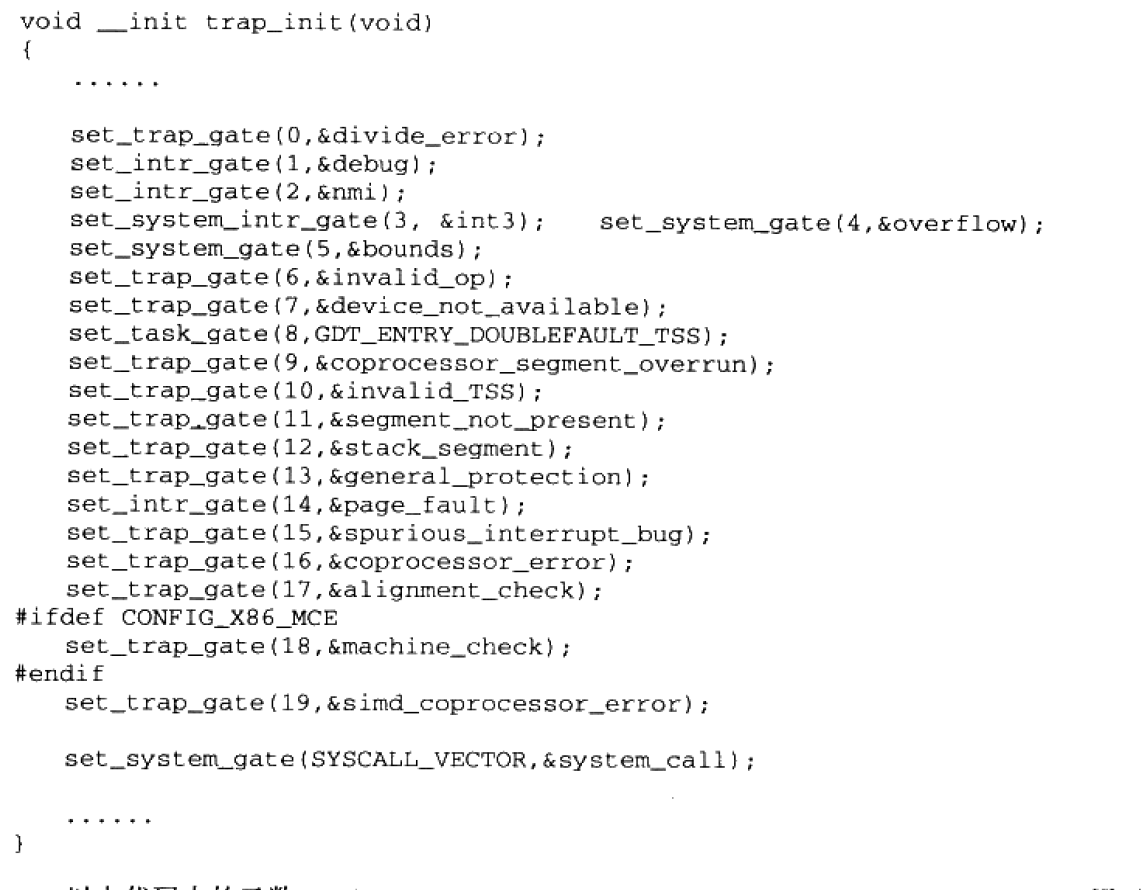 void __init trap_init(void)
{
......
set_trap_gate(0,&divide_error);
set_intr_gate(1,&debug);
set_intr_gate(2,&nmi);
set_system_intr_gate(3, &int3); set_system_gate(4,&overflow);
set_system_gate(5,&bounds);
set_trap_gate(6,&invalid_op);
set_trap_gate(7,&device_not_available);
set_task_gate(8,GDT_ENTRY_DOUBLEFAULT_TSS);
set_trap_gate(9,&coprocessor_segment_overrun);
set_trap_gate(10,&invalid_TSS);
set_trap_gate(11,&segment_not_present);
set_trap_gate(12,&stack_segment);
set_trap_gate(13,&general_protection);
set_intr_gate(14,&page_fault);
set_trap_gate(15,&spurious_interrupt_bug);
set_trap_gate(16,&coprocessor_error);
set_trap_gate(17,&alignment_check);
#ifdef CONFIG_X86_MCE
set_trap_gate(18,&machine_check);
#endif
set_trap_gate(19,&simd_coprocessor_error);
set_system_gate(SYSCALL_VECTOR,&system_call);
......
}